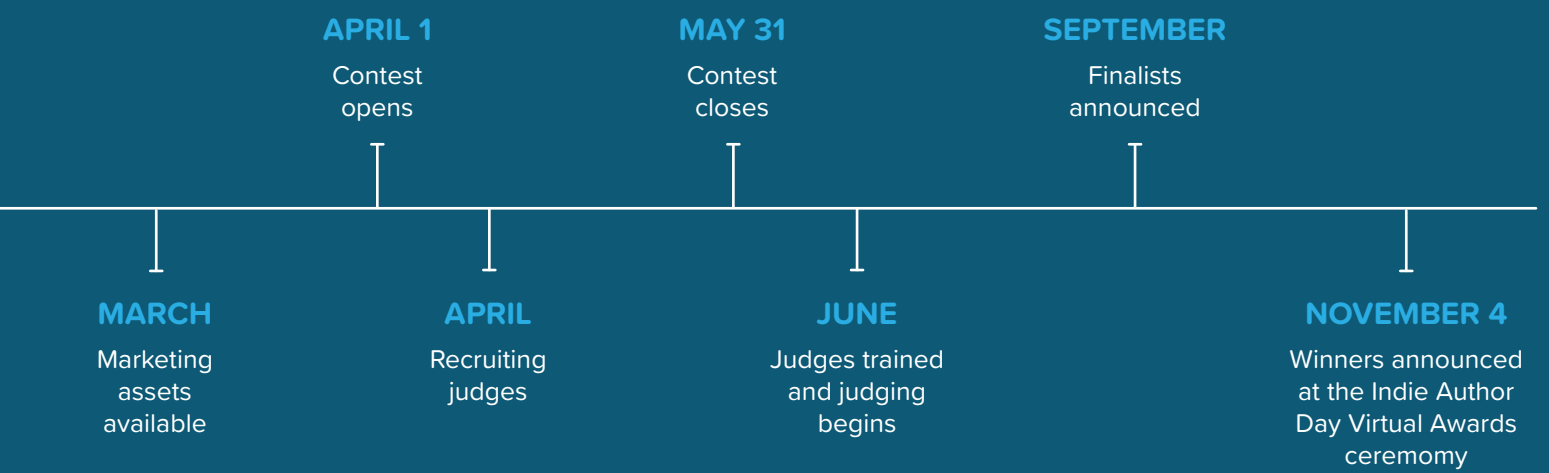 APRIL 1
Contest
opens
MAY 31
Contest
closes
SEPTEMBER
Finalists
announced
MARCH
Marketing
assets
available
APRIL
Recruiting
judges
JUNE
Judges trained
and judging
begins
NOVEMBER 4
Winners announced
at the Indie Author
Day Virtual Awards
ceremomy